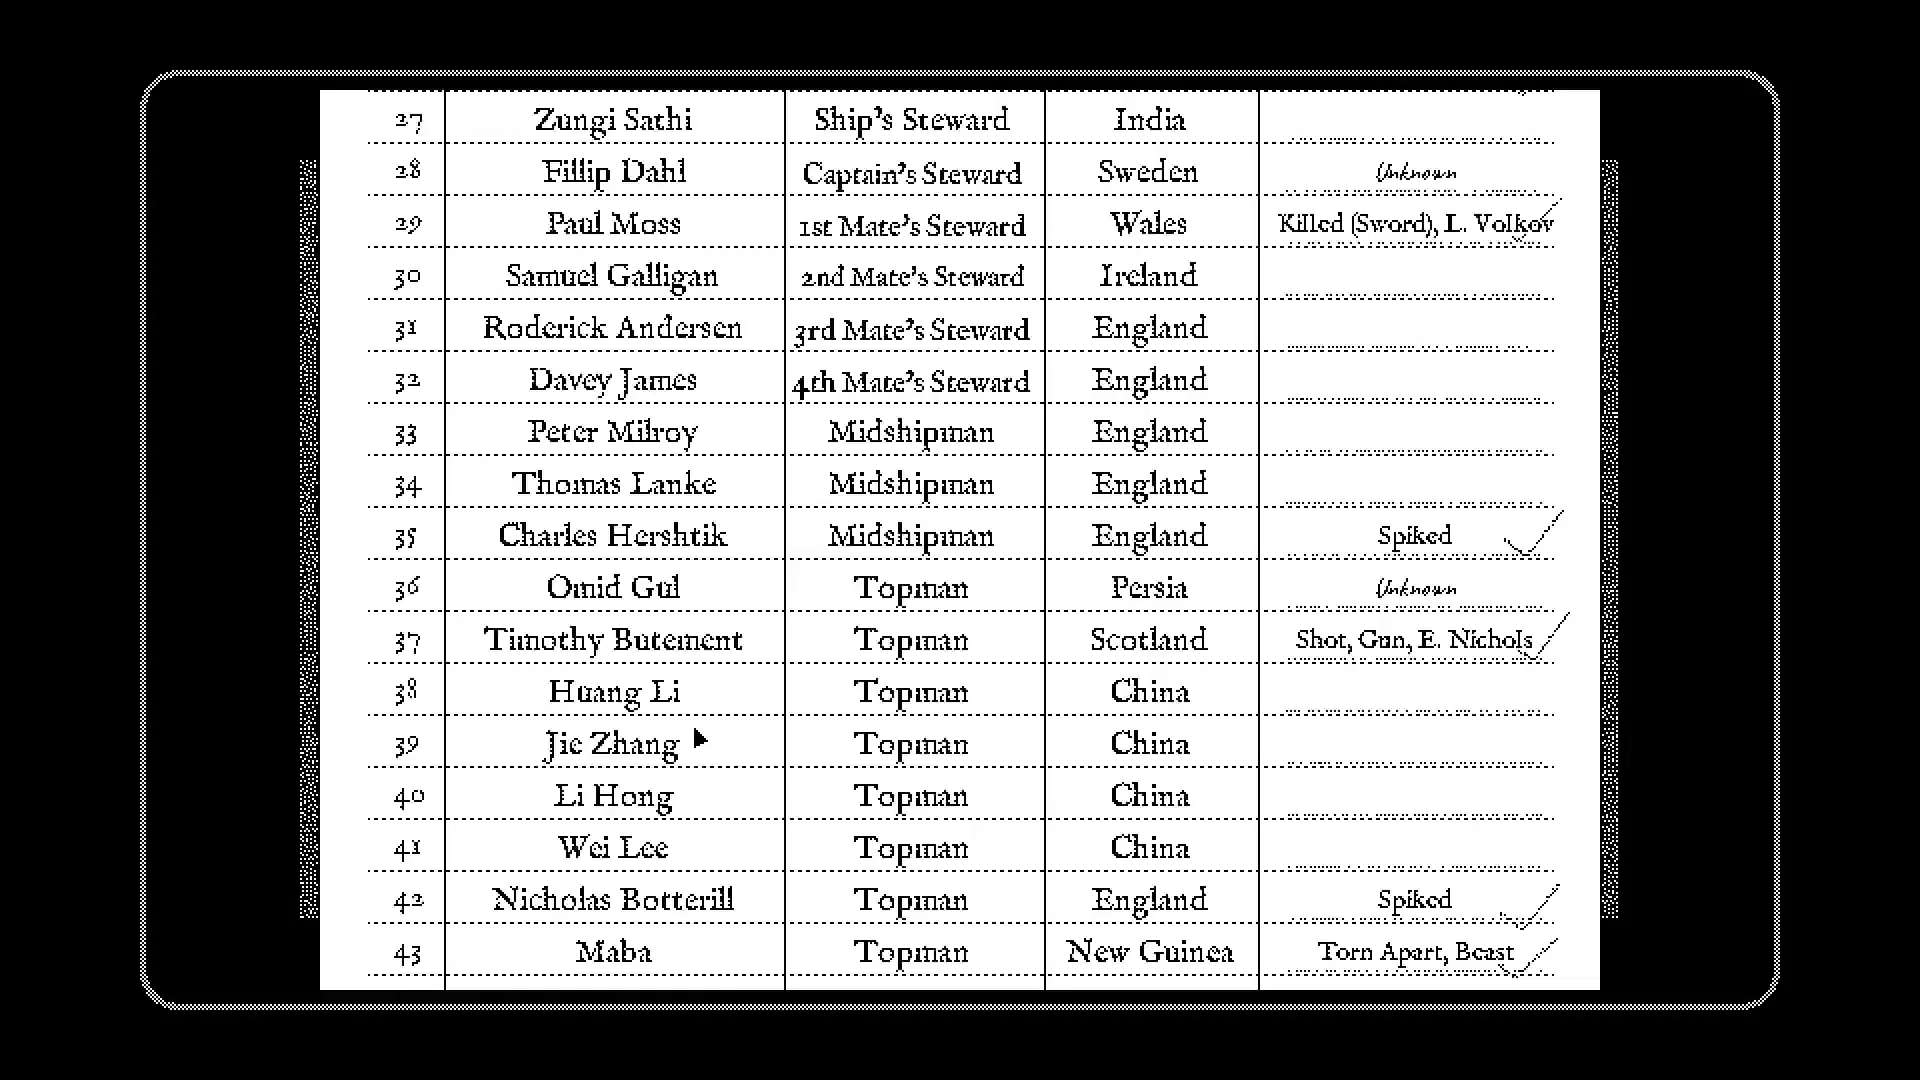 27 Zungi Sathi Ship's Steward India
28 Fillip Dahl Captain's Steward Sweden Unknown
29 Paul Moss 1st Mate's Steward Wales Killed (Sword), L. Volkov
30 Samuel Galligan 2nd Mate's Steward Ireland
31 Roderick Andersen 3rd Mate's Steward England
32 Davey James 4th Mate's Steward England
33 Peter Milroy Midshipman England
34 Thomas Lanke Midshipman England
35 Charles Hershtik Midshipman England Spiked
36 Omid Gul Topman Persia Unknown
37 Timothy Butement Topman Scotland Shot, Gun, E. Nichols
38 Huang Li Topman China
39 Jie Zhang Topman China
40 Li Hong Topman China
41 Wei Lee Topman China
42 Nicholas Botterill Topman England Spiked
43 Maba Topman New Guinea Torn Apart, Beast